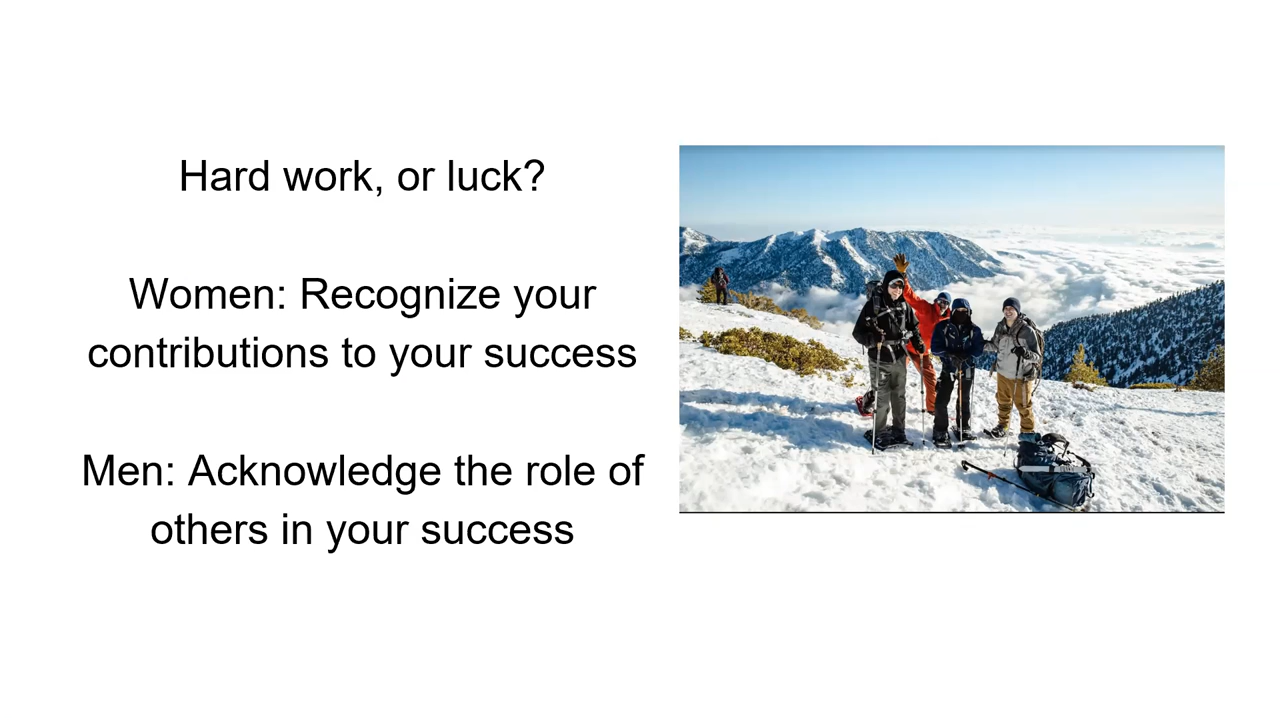 Hard work, or luck?
Women: Recognize your
contributions to your success
Men: Acknowledge the role of
others in your success